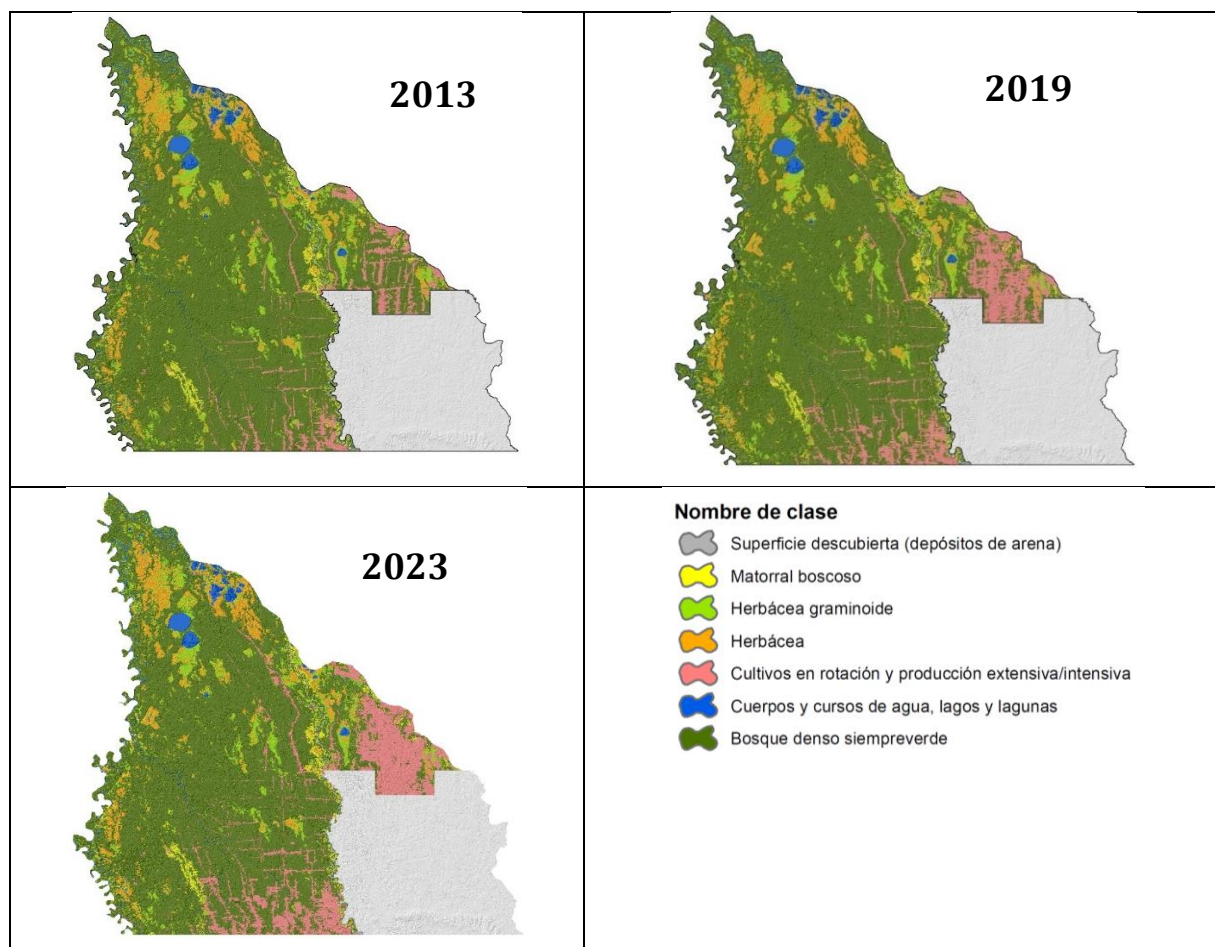 2013
2019
2023
Nombre de clase
Superficie descubierta (depósitos de arena)
Matorral boscoso
Herbácea graminoide
Herbácea
Cultivos en rotación y producción extensiva/intensiva
Cuerpos y cursos de agua, lagos y lagunas
Bosque denso siempreverde